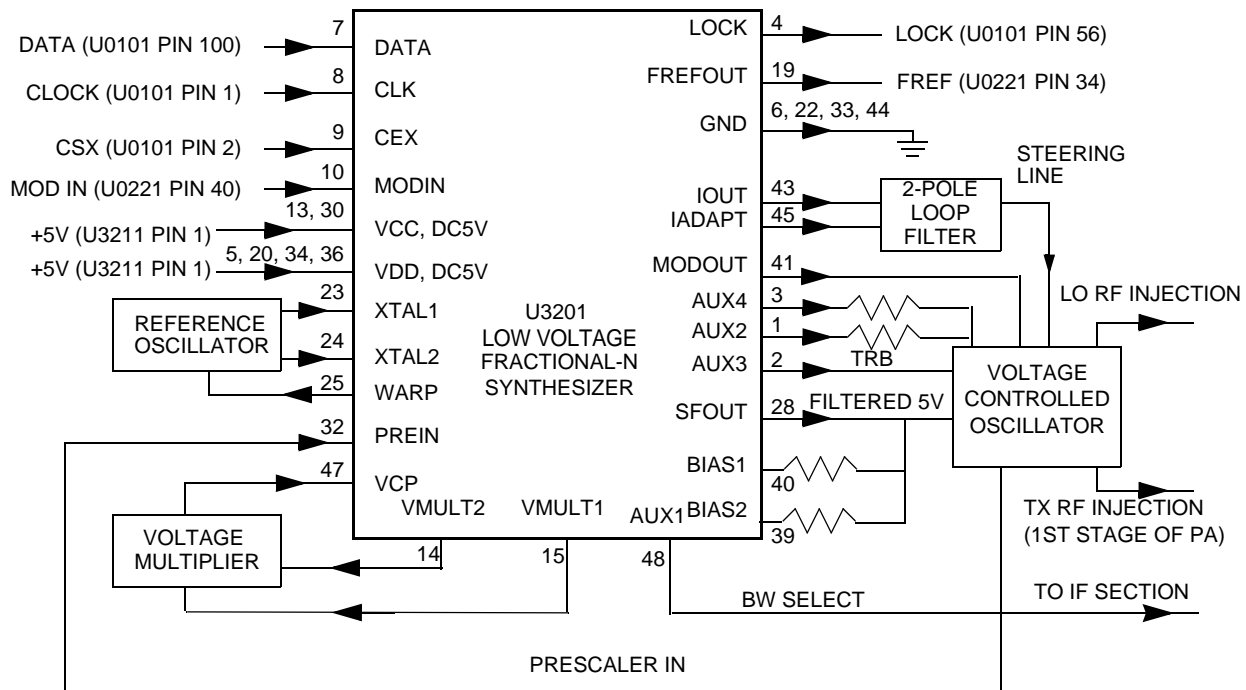 DATA (U0101 PIN 100)
7
DATA
CLOCK (U0101 PIN 1)
8
CLK
CSX (U0101 PIN 2)
9
CEX
MOD IN (U0221 PIN 40)
10
MODIN
+5V (U3211 PIN 1)
13, 30
VCC, DC5V
+5V (U3211 PIN 1)
5, 20, 34, 36
VDD, DC5V
REFERENCE
OSCILLATOR
23
XTAL1
24
XTAL2
25
WARP
32
PREIN
47
VCP
VOLTAGE
MULTIPLIER
VMULT2
14
VMULT1
15
AUX1
48
U3201
LOW VOLTAGE
FRACTIONAL-N
SYNTHESIZER
LOCK
4
LOCK (U0101 PIN 56)
FREFOUT
19
FREF (U0221 PIN 34)
GND
6, 22, 33, 44
IOUT
43
IADAPT
45
2-POLE
LOOP
FILTER
STEERING
LINE
MODOUT
41
AUX4
3
AUX2
1
AUX3
2
TRB
SFOUT
28
FILTERED 5V
BIAS1
40
BIAS2
39
VOLTAGE
CONTROLLED
OSCILLATOR
LO RF INJECTION
TX RF INJECTION
(1ST STAGE OF PA)
BW SELECT
TO IF SECTION
PRESCALER IN